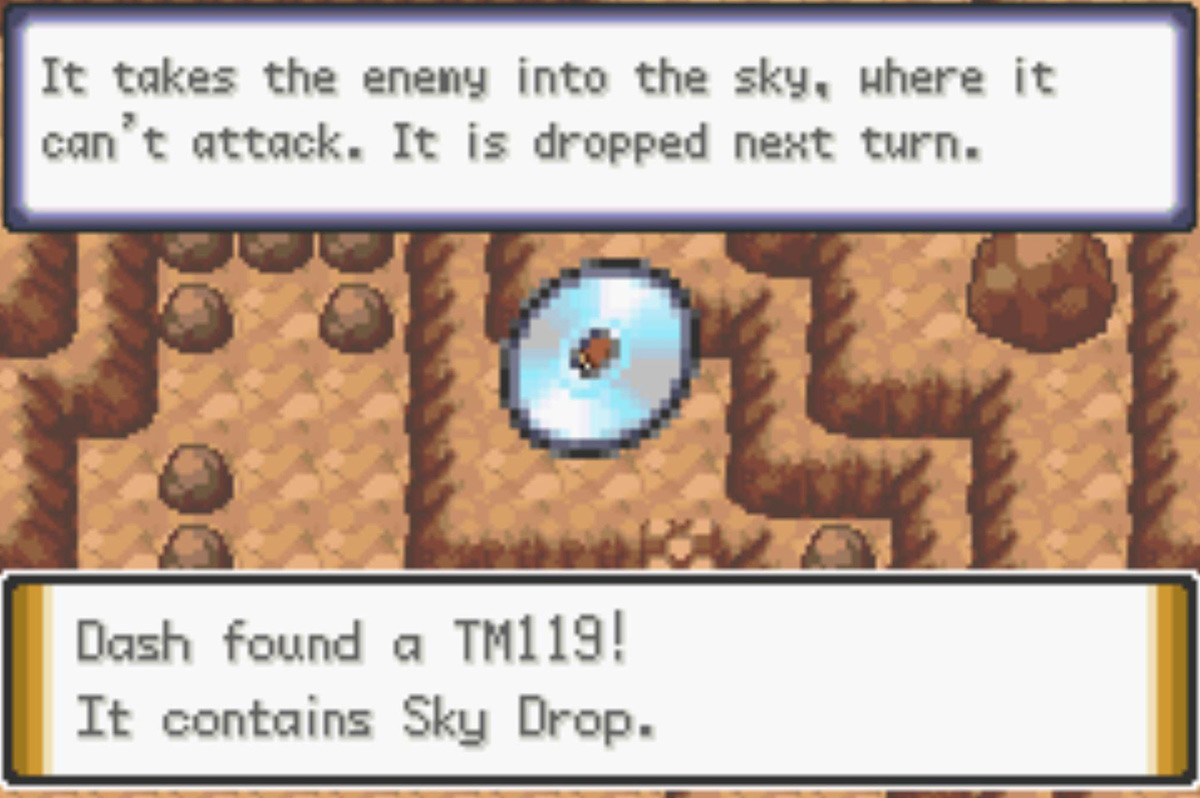 It takes the enemy into the sky, where it
can't attack. It is dropped next turn.
Dash found a TM119!
It contains Sky Drop.